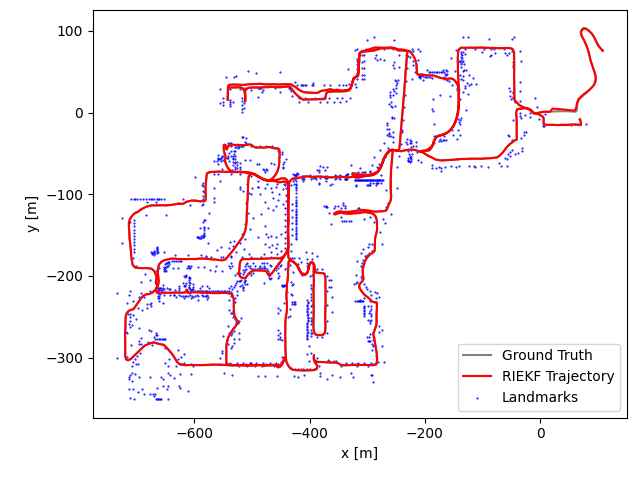 100
0
−100
−200
−300
y [m]
−600
−400
−200
0
x [m]
Ground Truth
RIEKF Trajectory
Landmarks